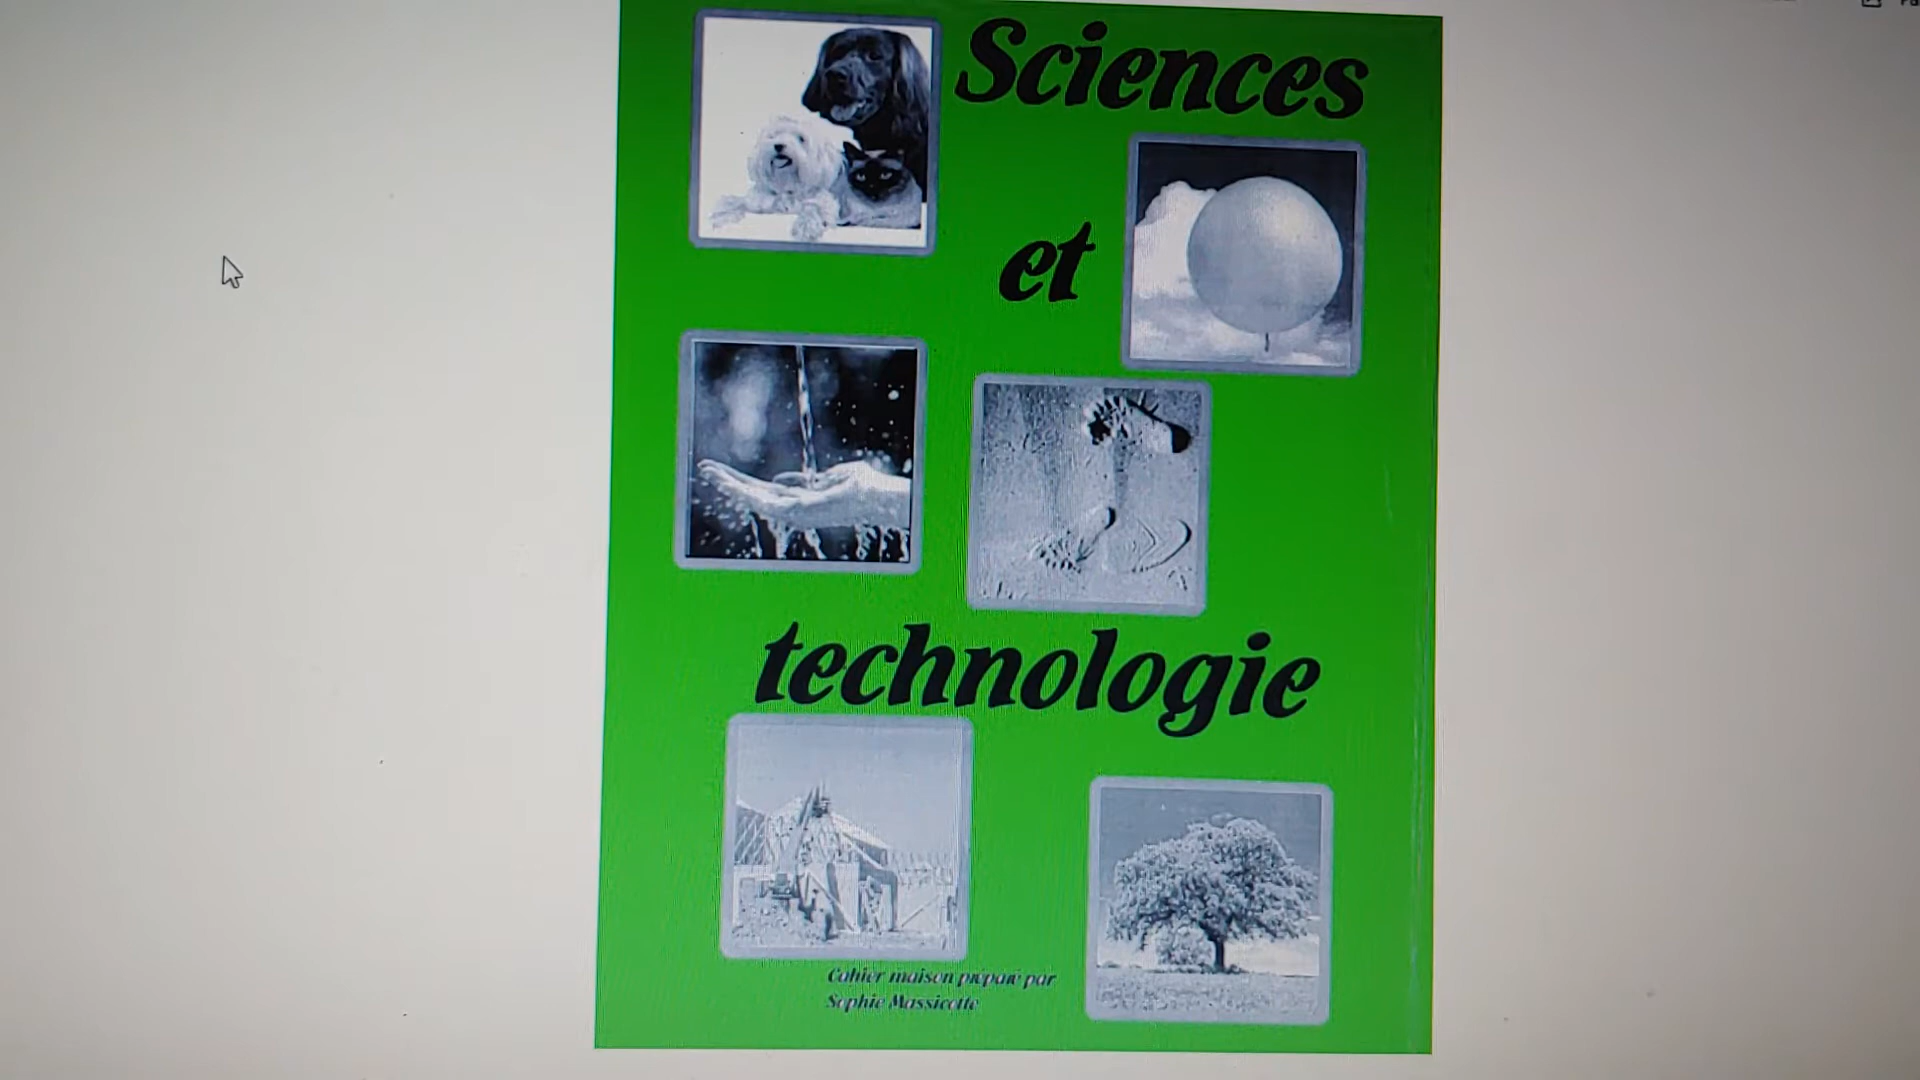 Sciences
et
technologie
Cahier maison préparé par
Sophie Massicotte